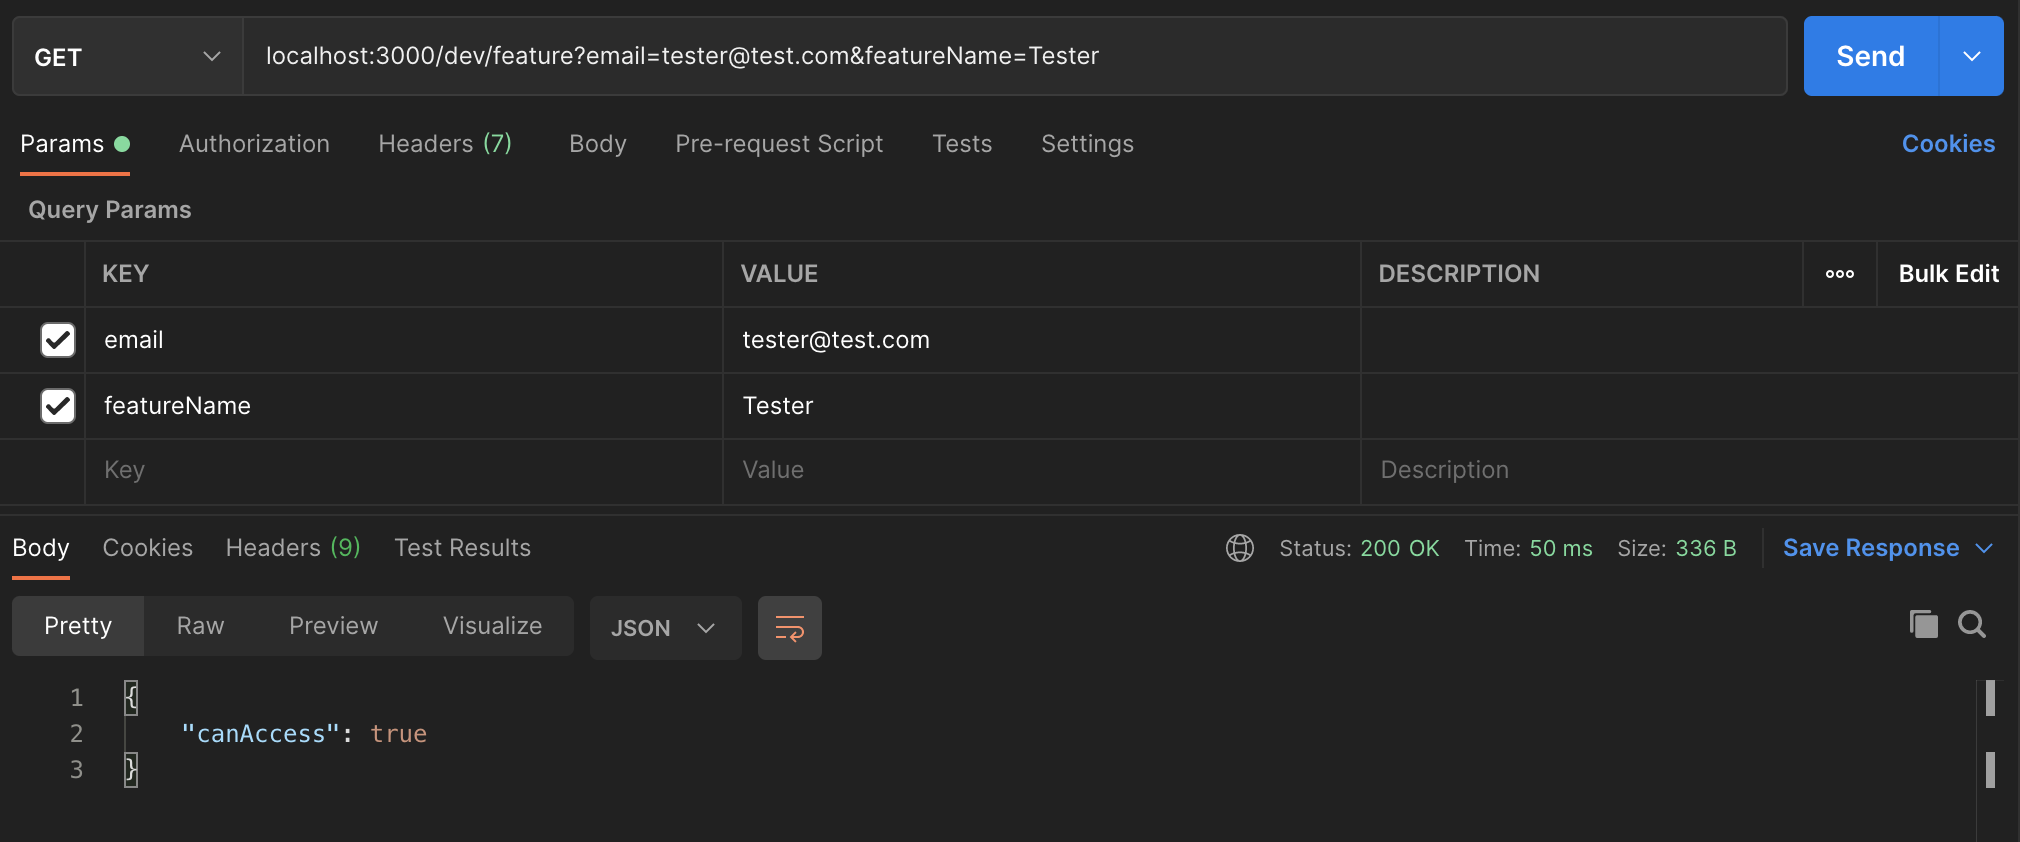 GET localhost:3000/dev/feature?email=tester@test.com&featureName=Tester Send
Params Authorization Headers (7) Body Pre-request Script Tests Settings Cookies
Query Params
KEY VALUE DESCRIPTION Bulk Edit
email tester@test.com
featureName Tester
Key Value Description
Body Cookies Headers (9) Test Results Status: 200 OK Time: 50 ms Size: 336 B Save Response
Pretty Raw Preview Visualize JSON
1 {
2 "canAccess": true
3 }